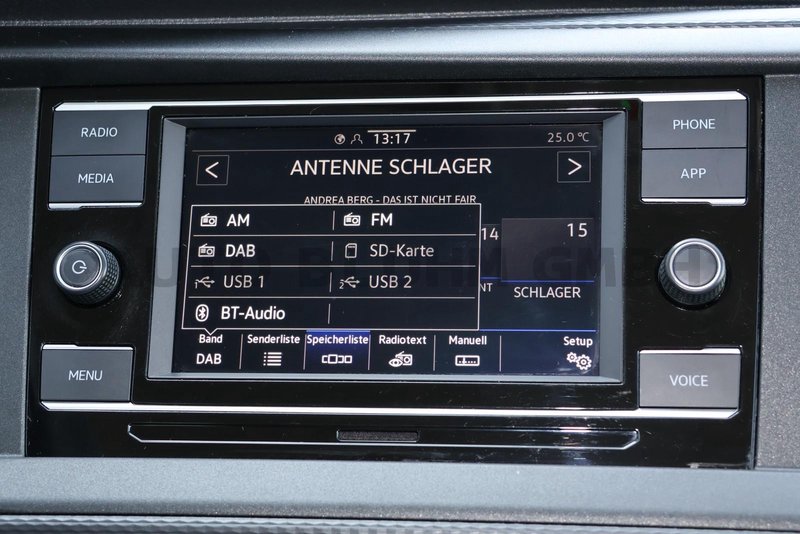 RADIO
MEDIA
MENU
PHONE
APP
VOICE
13:17
25.0 °C
< ANTENNE SCHLAGER >
ANDREA BERG - DAS IST NICHT FAIR
AM FM
DAB SD-Karte
USB 1 USB 2
BT-Audio
14 15
NT SCHLAGER
Band Senderliste Speicherliste Radiotext Manuell Setup
DAB